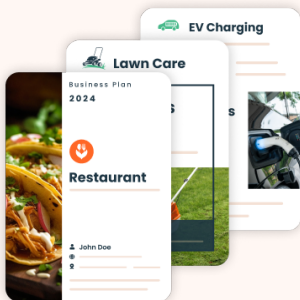 EV Charging
Lawn Care
s
s
Business Plan
2024
Restaurant
John Doe